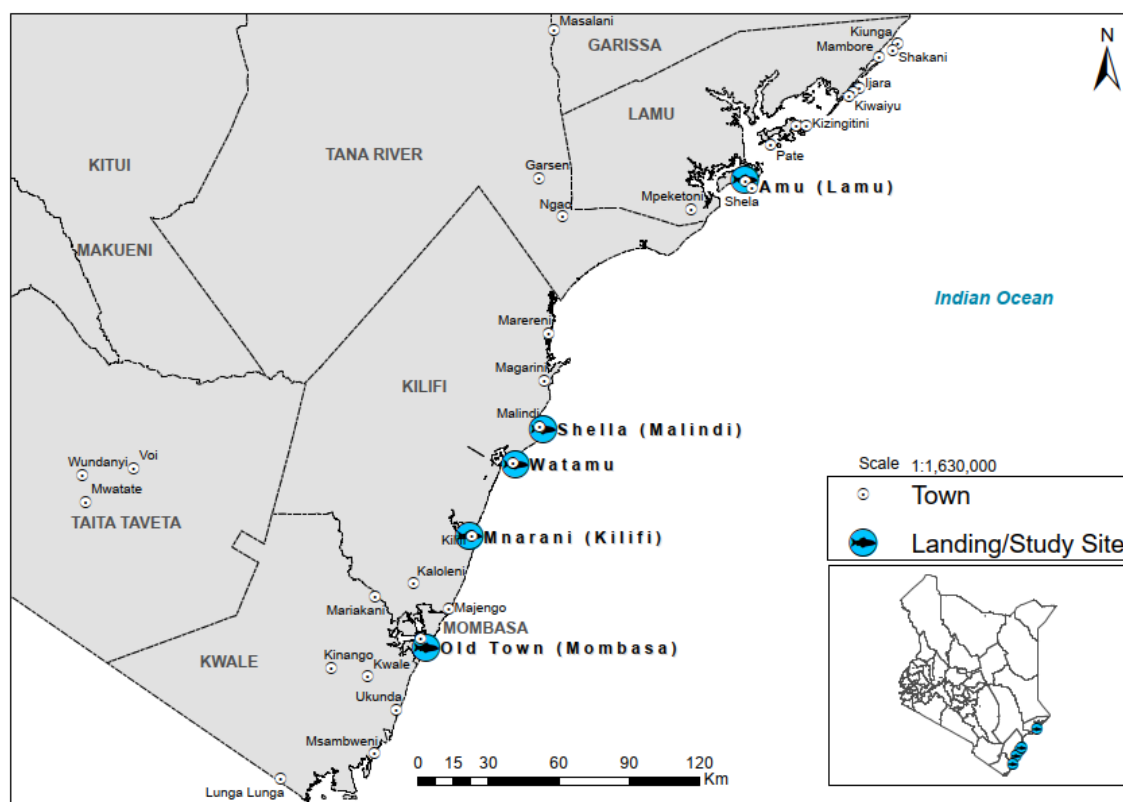 Masalani
GARISSA
Kiunga
Mambore
Shakani
N
Ijara
Kiwaiyu
LAMU
Kizingitini
KITUI
TANA RIVER
Pate
Garsen
Amu (Lamu)
Mpeketoni
Shela
Ngao
MAKUENI
Indian Ocean
Marereni
Magarini
KILIFI
Malindi
Shella (Malindi)
Watamu
Voi
Wundanyi
Mwatate
TAITA TAVETA
Scale 1:1,630,000
Town
Landing/Study Site
Mnarani (Kilifi)
Kaloleni
Mariakani
Majengo
MOMBASA
Old Town (Mombasa)
KWALE
Kinango
Kwale
Ukunda
Msambweni
Lunga Lunga
0 15 30 60 90 120
Km